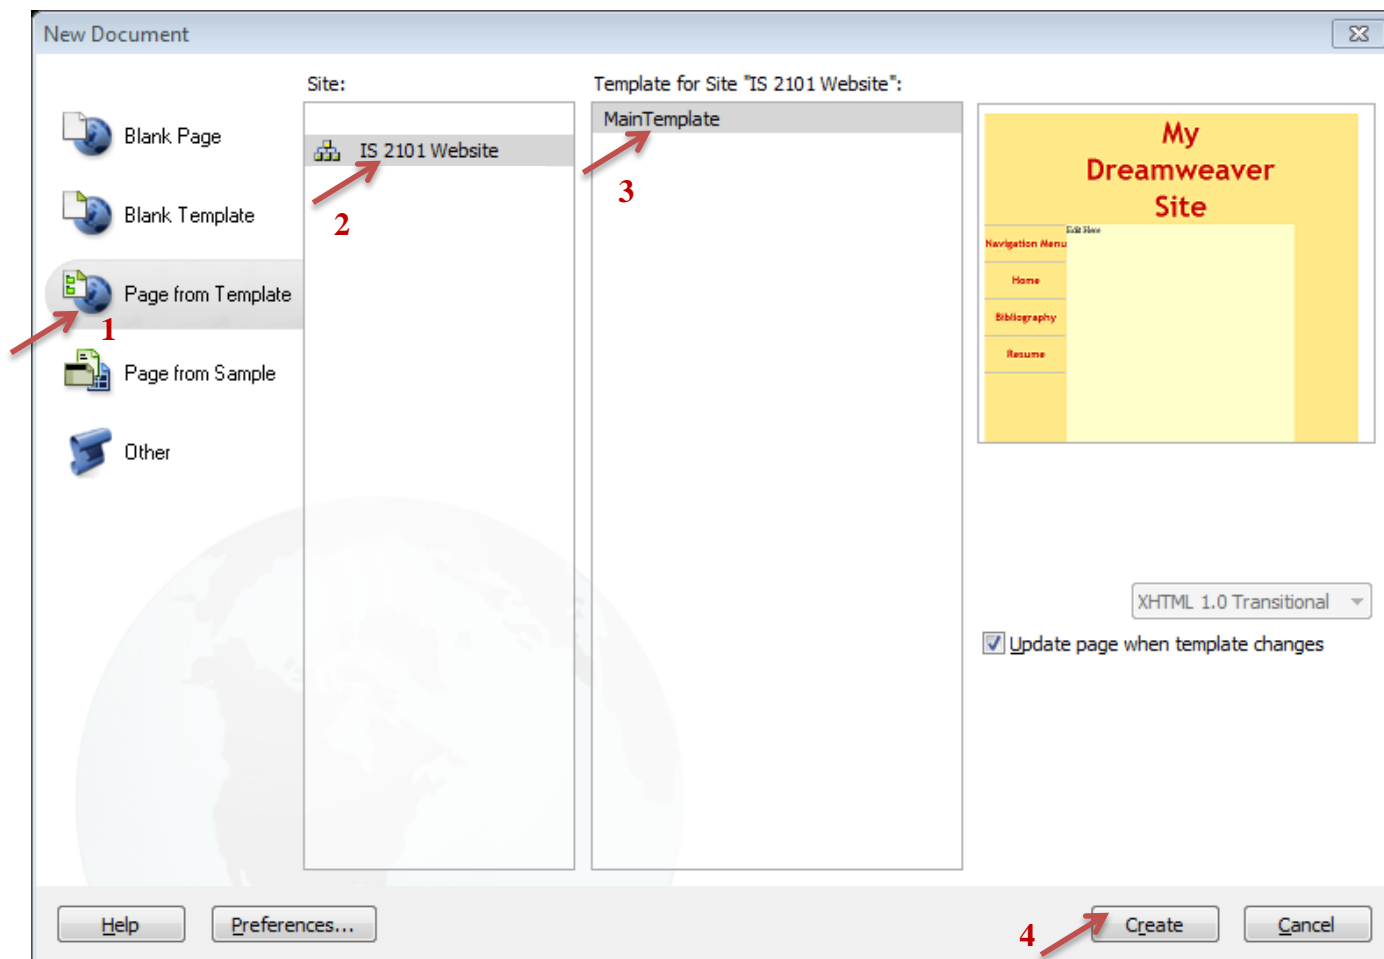 New Document
Site:
Template for Site "IS 2101 Website":
Blank Page
Blank Template
Page from Template
Page from Sample
Other
1
IS 2101 Website
2
MainTemplate
3
My
Dreamweaver
Site
Edit Here
Navigation Menu
Home
Bibliography
Resume
XHTML 1.0 Transitional
Update page when template changes
Help
Preferences...
4
Create
Cancel